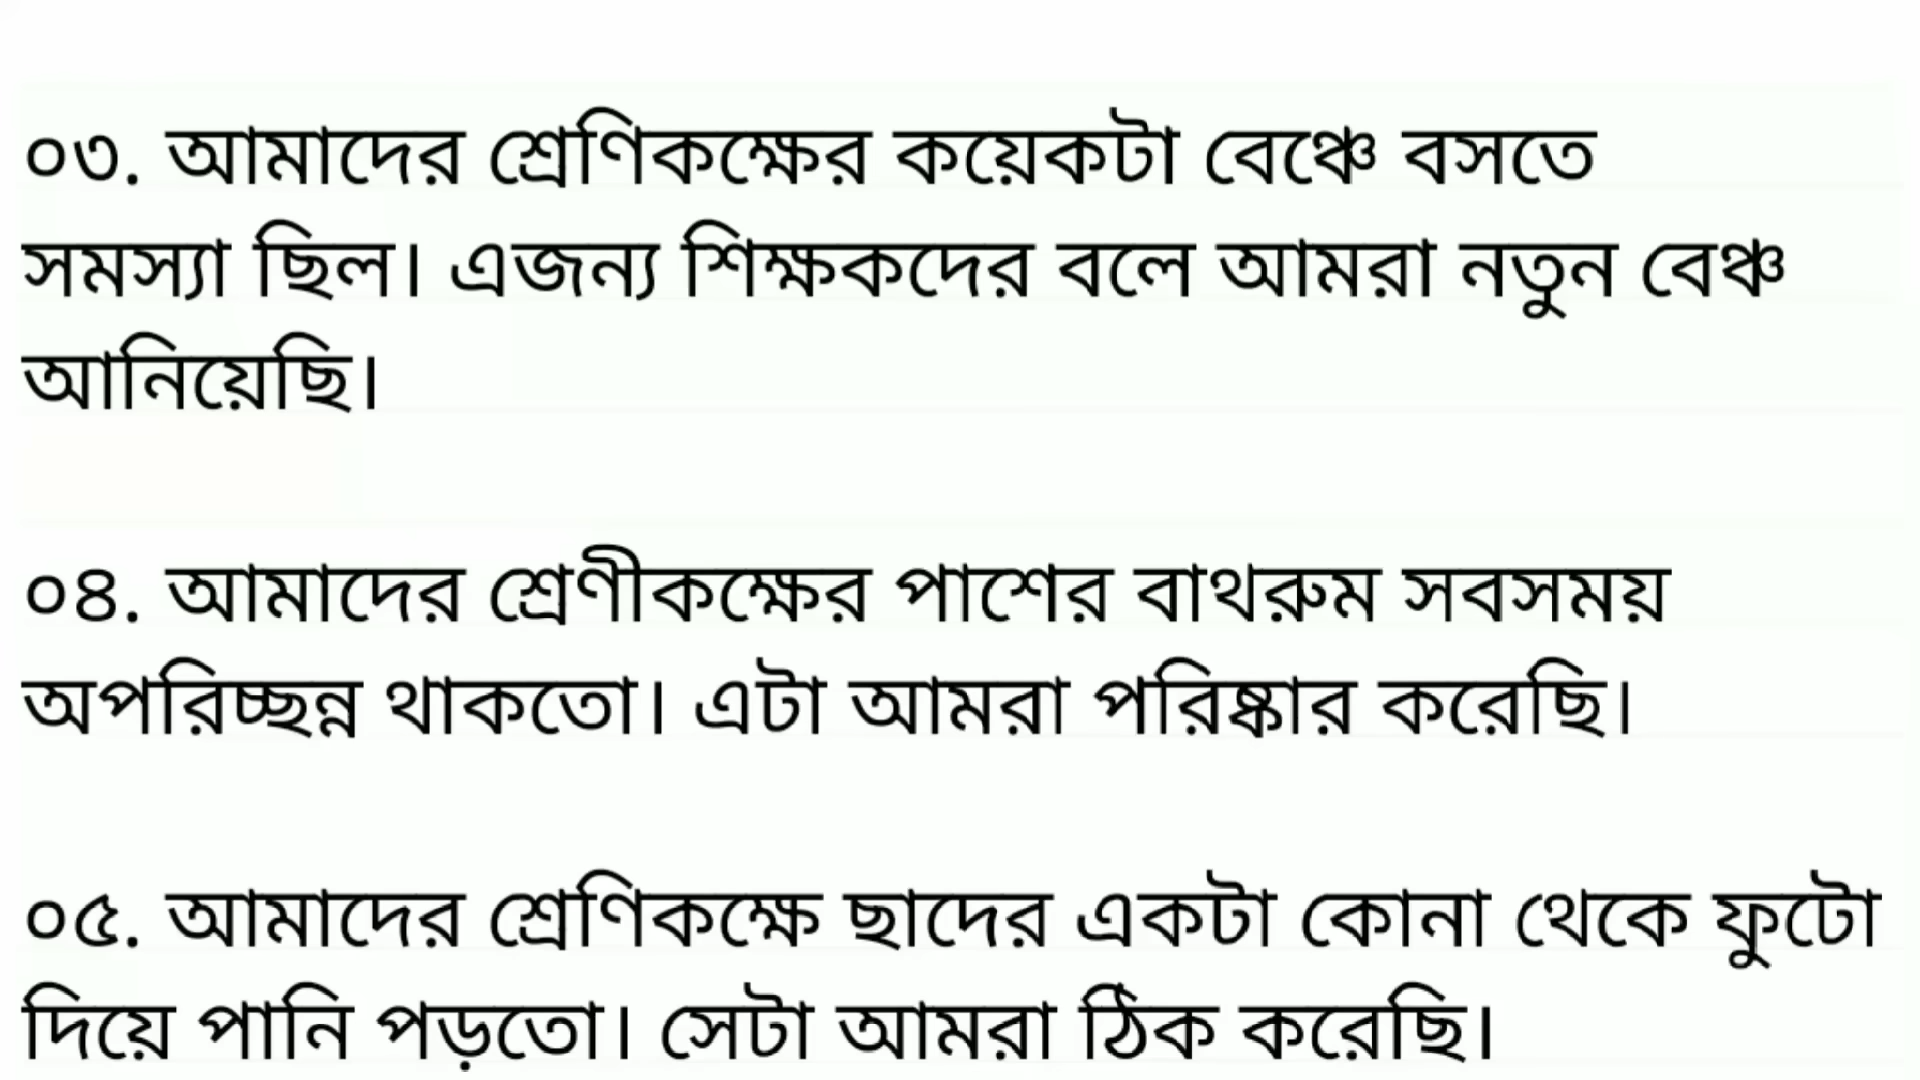 ০৩. আমাদের শ্রেণিকক্ষের কয়েকটা বেঞ্চে বসতে
সমস্যা ছিল। এজন্য শিক্ষকদের বলে আমরা নতুন বেঞ্চ
আনিয়েছি।
০৪. আমাদের শ্রেণীকক্ষের পাশের বাথরুম সবসময়
অপরিচ্ছন্ন থাকতো। এটা আমরা পরিষ্কার করেছি।
০৫. আমাদের শ্রেণিকক্ষে ছাদের একটা কোনা থেকে ফুটো
দিয়ে পানি পড়তো। সেটা আমরা ঠিক করেছি।